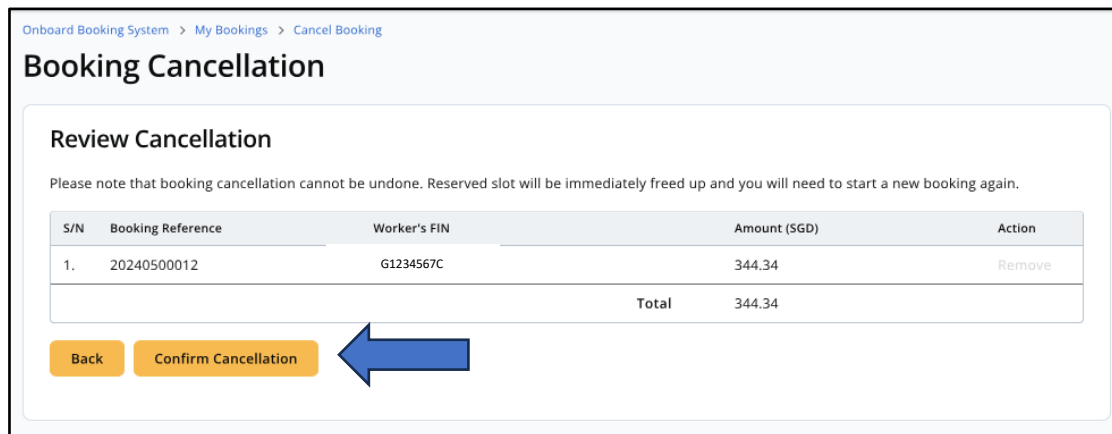 Onboard Booking System > My Bookings > Cancel Booking
Booking Cancellation
Review Cancellation
Please note that booking cancellation cannot be undone. Reserved slot will be immediately freed up and you will need to start a new booking again.
S/N Booking Reference Worker's FIN Amount (SGD) Action
1. 20240500012 G1234567C 344.34 Remove
Total 344.34
Back Confirm Cancellation